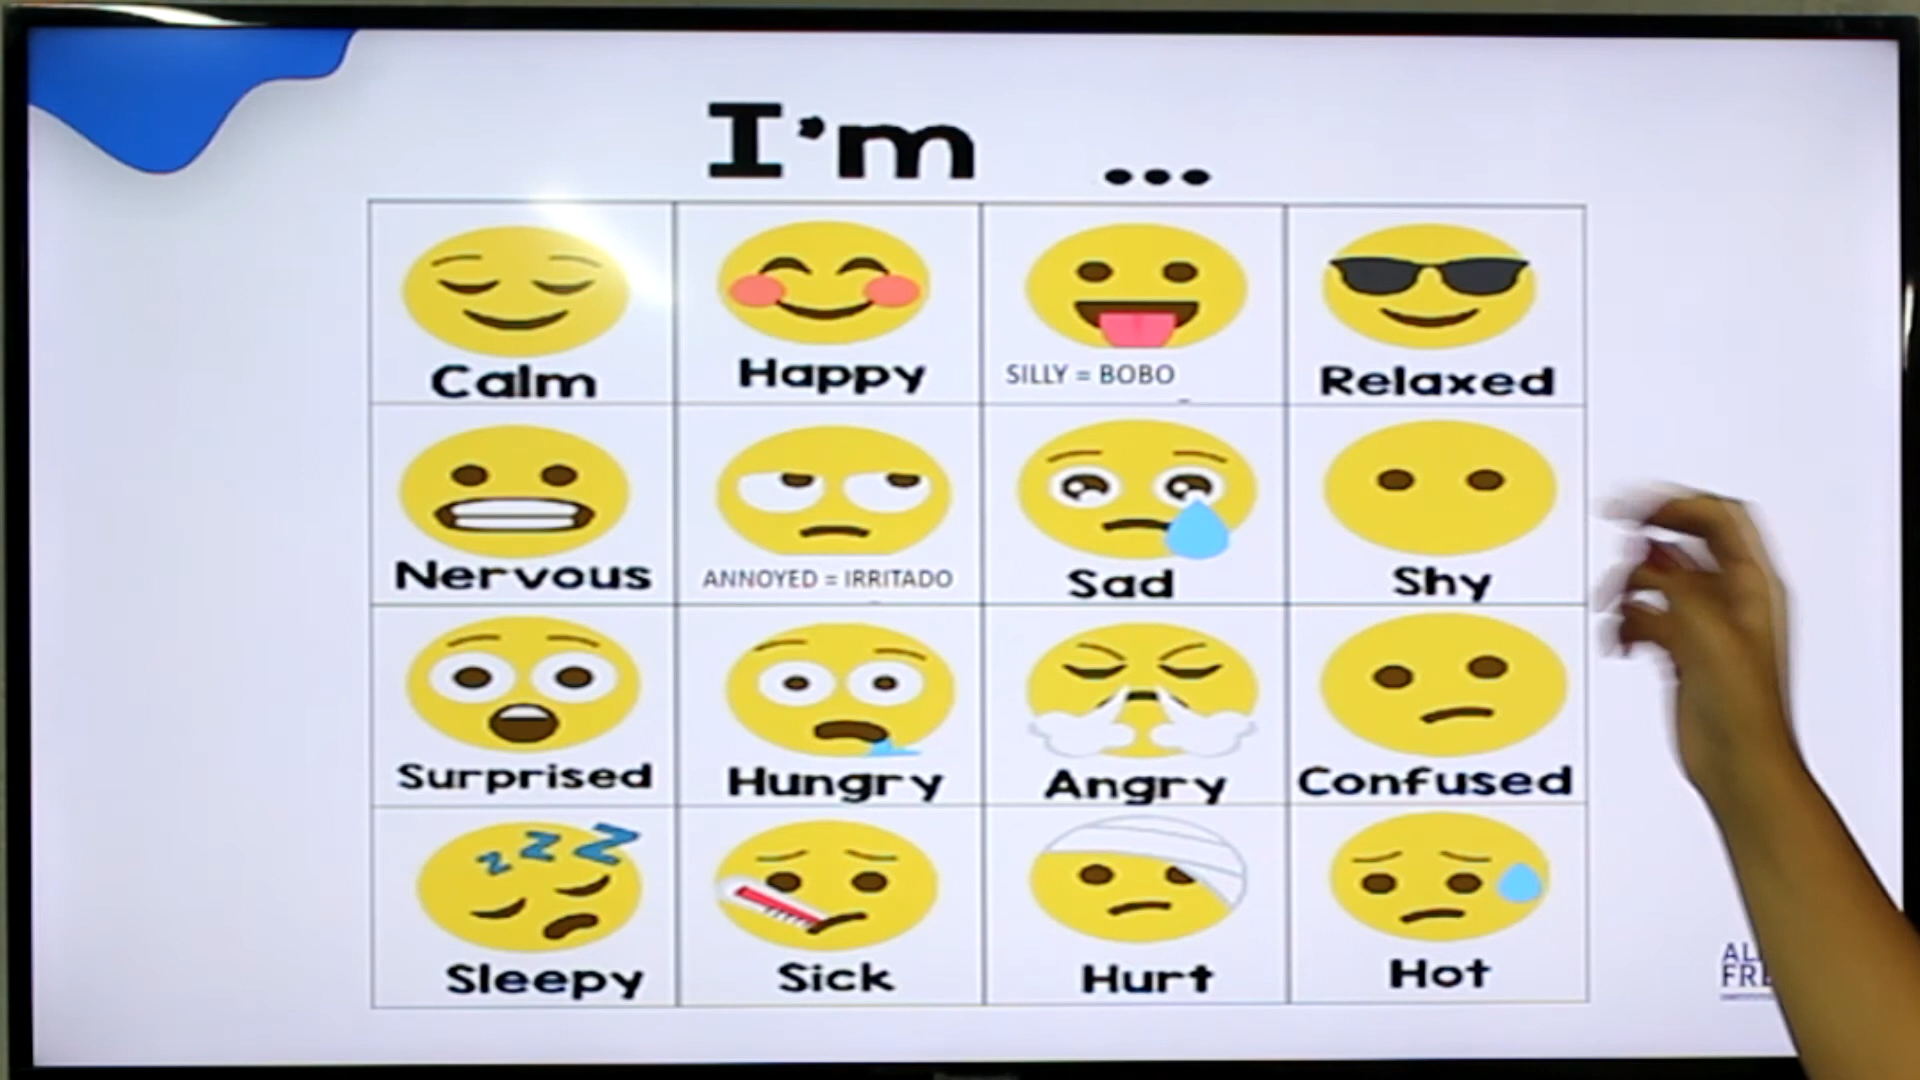 I'm ...
Calm Happy SILLY = BOBO Relaxed
Nervous ANNOYED = IRRITADO Sad Shy
Surprised Hungry Angry Confused
z z Z
Sleepy Sick Hurt Hot